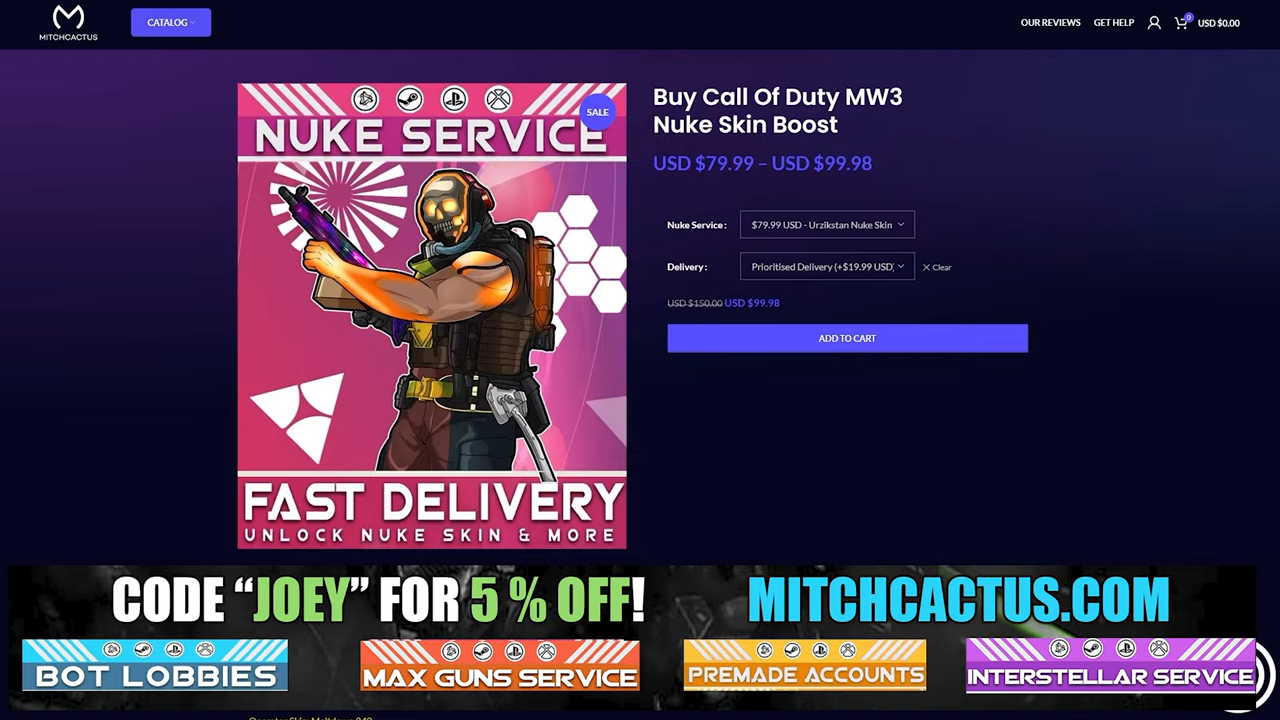 MITCHCACTUS
CATALOG
OUR REVIEWS
GET HELP
0
USD $0.00
SALE
NUKE SERVICE
FAST DELIVERY
UNLOCK NUKE SKIN & MORE
Buy Call Of Duty MW3
Nuke Skin Boost
USD $79.99 – USD $99.98
Nuke Service :
$79.99 USD - Urzikstan Nuke Skin
Delivery :
Prioritised Delivery (+$19.99 USD)
Clear
USD $150.00 USD $99.98
ADD TO CART
CODE “JOEY” FOR 5 % OFF!
MITCHCACTUS.COM
BOT LOBBIES
MAX GUNS SERVICE
PREMADE ACCOUNTS
INTERSTELLAR SERVICE